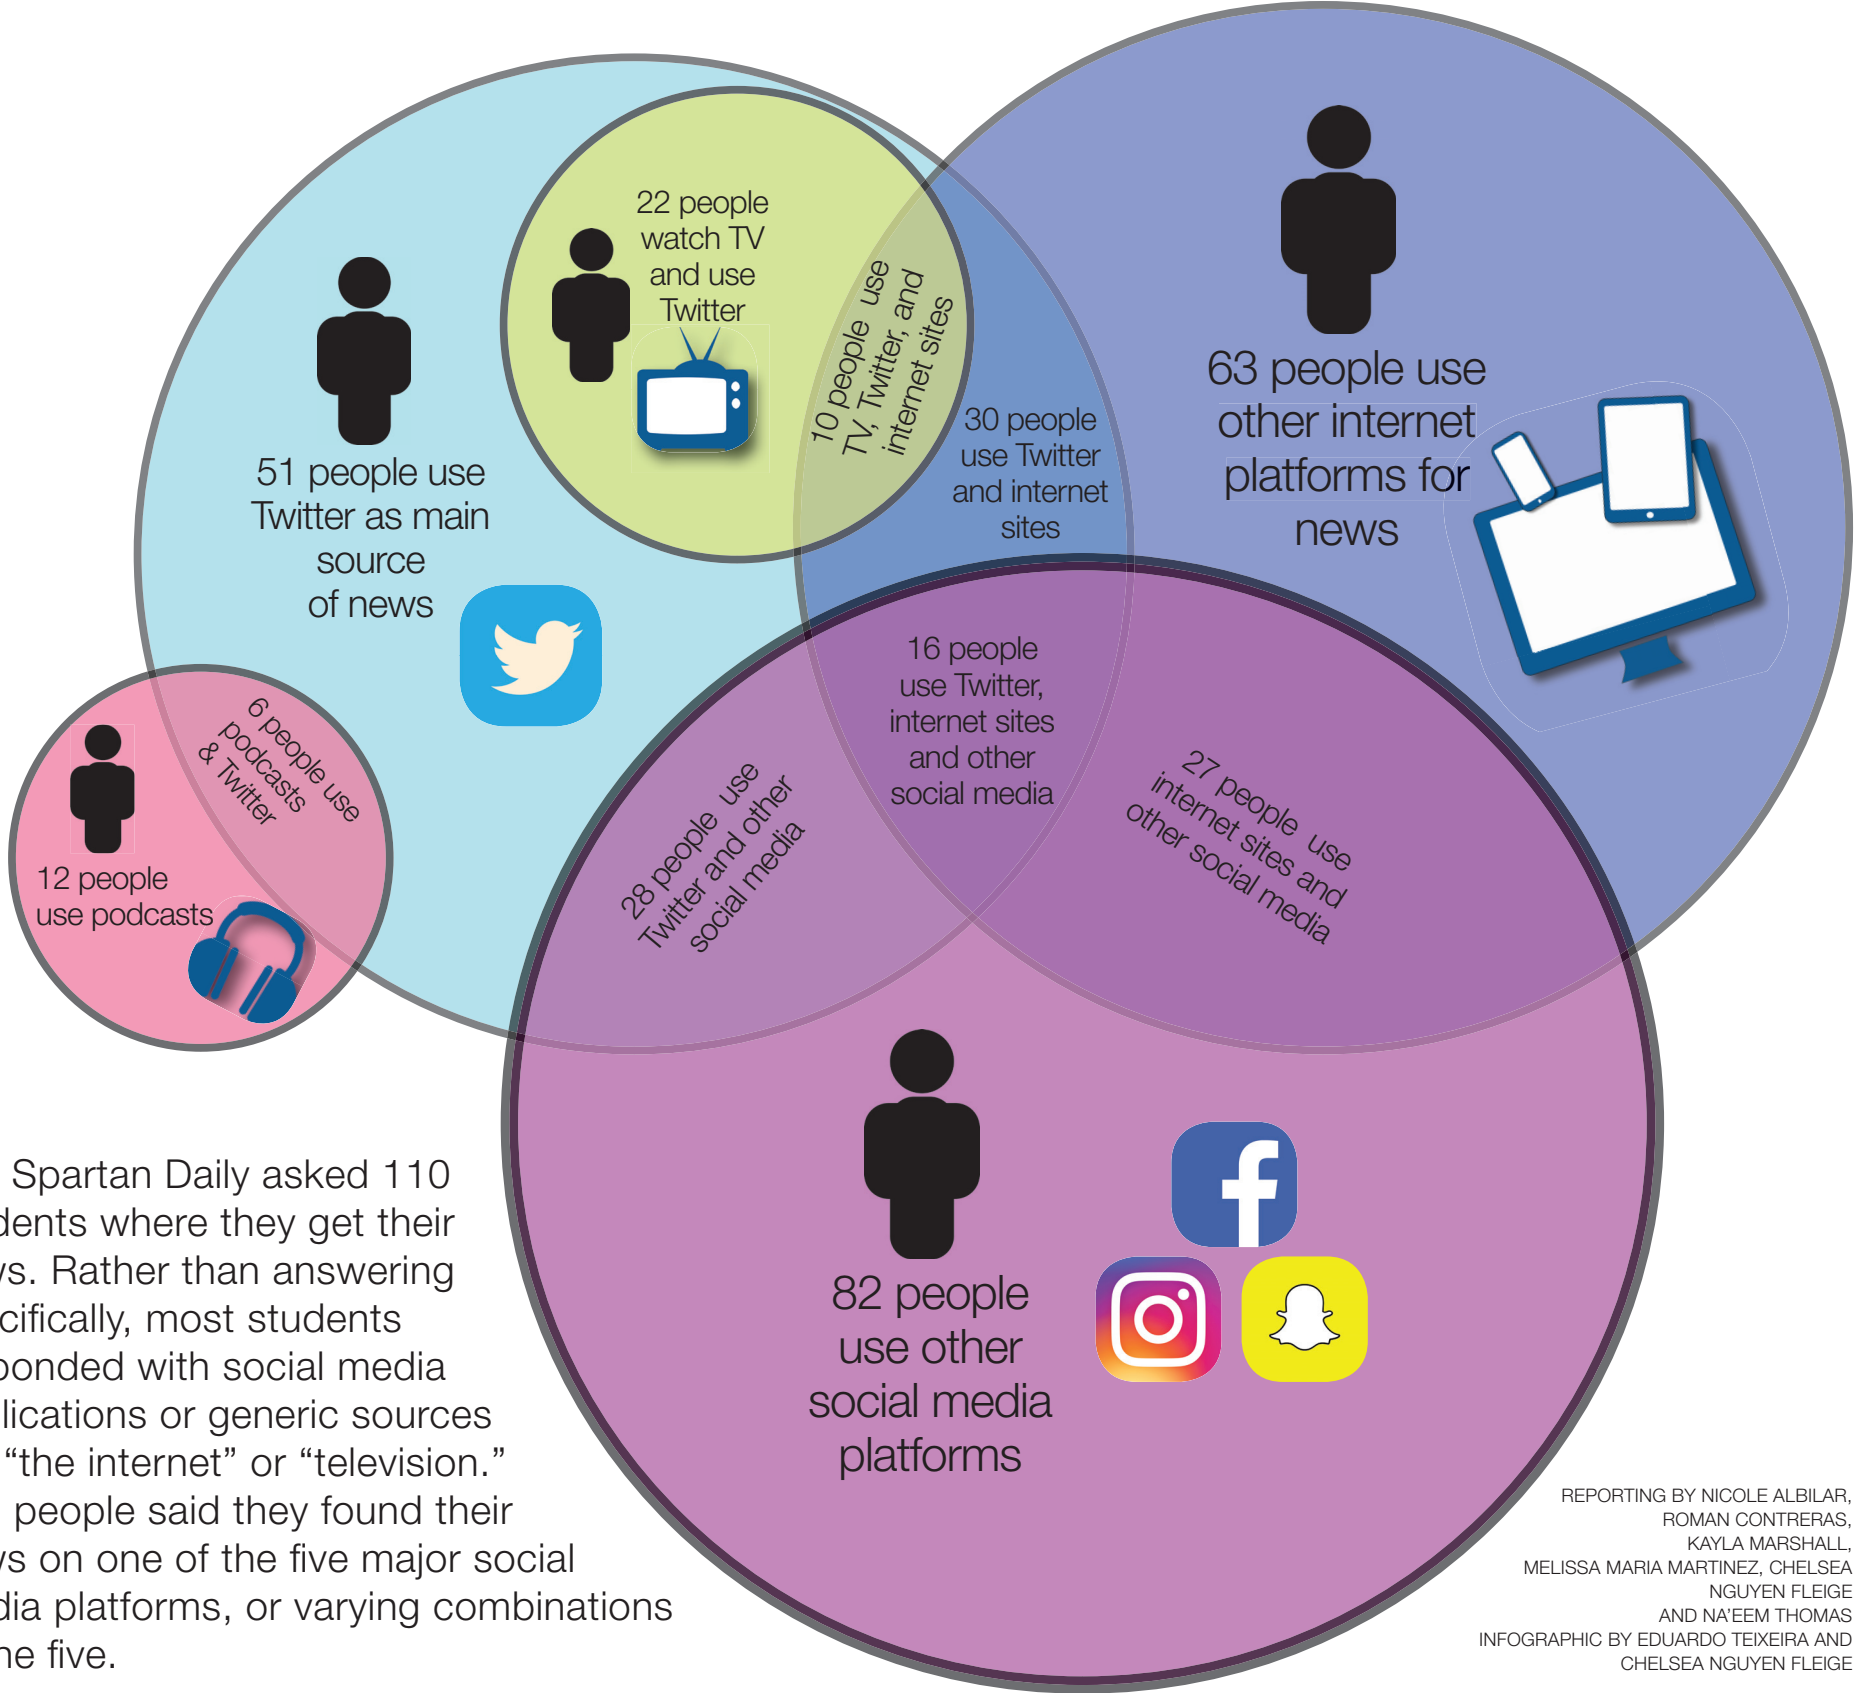 22 people
watch TV
and use
Twitter
10 people use
TV, Twitter, and
internet sites
51 people use
Twitter as main
source
of news
30 people
use Twitter
and internet
sites
63 people use
other internet
platforms for
news
6 people use
podcasts
& Twitter
12 people
use podcasts
28 people use
Twitter and other
social media
16 people
use Twitter,
internet sites
and other
social media
27 people use
internet sites and
other social media
82 people
use other
social media
platforms
Spartan Daily asked 110
dents where they get their
ws. Rather than answering
cifically, most students
ponded with social media
lications or generic sources
“the internet” or “television.”
people said they found their
ws on one of the five major social
dia platforms, or varying combinations
he five.
REPORTING BY NICOLE ALBILAR,
ROMAN CONTRERAS,
KAYLA MARSHALL,
MELISSA MARIA MARTINEZ, CHELSEA
NGUYEN FLEIGE
AND NA'EEM THOMAS
INFOGRAPHIC BY EDUARDO TEIXEIRA AND
CHELSEA NGUYEN FLEIGE